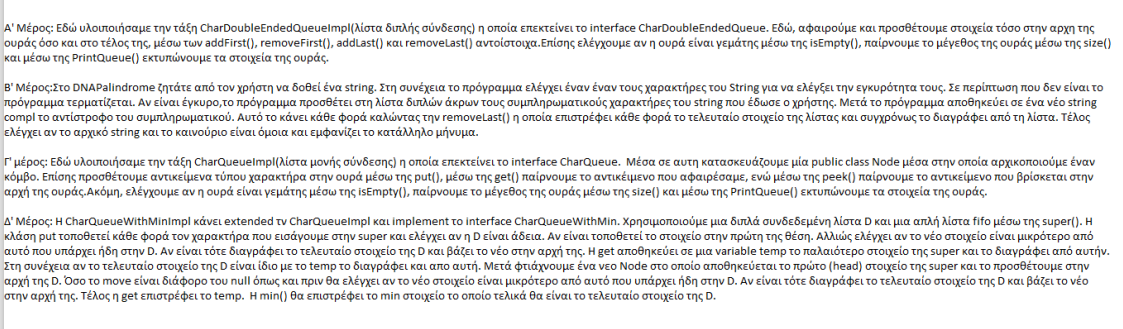 Α' Μέρος: Εδώ υλοιποιήσαμε την τάξη CharDoubleEndedQueueImpl(λίστα διπλής σύνδεσης) η οποία επεκτείνει το interface CharDoubleEndedQueue. Εδώ, αφαιρούμε και προσθέτουμε στοιχεία τόσο στην αρχη της
ουράς όσο και στο τέλος της, μέσω των addFirst(), removeFirst(), addLast() και removeLast() αντοίστοιχα.Επίσης ελέγχουμε αν η ουρά είναι γεμάτης μέσω της isEmpty(), παίρνουμε το μέγεθος της ουράς μέσω της size()
και μέσω της PrintQueue() εκτυπώνουμε τα στοιχεία της ουράς.
Β' Μέρος:Στο DNAPalindrome ζητάτε από τον χρήστη να δοθεί ένα string. Στη συνέχεια το πρόγραμμα ελέγχει έναν έναν τους χαρακτήρες του String για να ελέγξει την εγκυρότητα τους. Σε περίπτωση που δεν είναι το
πρόγραμμα τερματίζεται. Αν είναι έγκυρο,το πρόγραμμα προσθέτει στη λίστα διπλών άκρων τους συμπληρωματικούς χαρακτήρες του string που έδωσε ο χρήστης. Μετά το πρόγραμμα αποθηκεύει σε ένα νέο string
compl το αντίστροφο του συμπληρωματικού. Αυτό το κάνει κάθε φορά καλώντας την removeLast() η οποία επιστρέφει κάθε φορά το τελευταίο στοιχείο της λίστας και συγχρόνως το διαγράφει από τη λίστα. Τέλος
ελέγχει αν το αρχικό string και το καινούριο είναι όμοια και εμφανίζει το κατάλληλο μήνυμα.
Γ' μέρος: Εδώ υλοιποιήσαμε την τάξη CharQueueImpl(λίστα μονής σύνδεσης) η οποία επεκτείνει το interface CharQueue. Μέσα σε αυτη κατασκευάζουμε μία public class Node μέσα στην οποία αρχικοποιούμε έναν
κόμβο. Επίσης προσθέτουμε αντικείμενα τύπου χαρακτήρα στην ουρά μέσω της put(), μέσω της get() παίρνουμε το αντικέιμενο που αφαιρέσαμε, ενώ μέσω της peek() παίρνουμε το αντικείμενο που βρίσκεται στην
αρχή της ουράς.Ακόμη, ελέγχουμε αν η ουρά είναι γεμάτης μέσω της isEmpty(), παίρνουμε το μέγεθος της ουράς μέσω της size() και μέσω της PrintQueue() εκτυπώνουμε τα στοιχεία της ουράς.
Δ' Μέρος: Η CharQueueWithMinImpl κάνει extended τν CharQueueImpl και implement το interface CharQueueWithMin. Χρησιμοποιούμε μια διπλά συνδεδεμένη λίστα D και μια απλή λίστα fifo μέσω της super(). Η
κλάση put τοποθετεί κάθε φορά τον χαρακτήρα που εισάγουμε στην super και ελέγχει αν η D είναι άδεια. Αν είναι τοποθετεί το στοιχείο στην πρώτη της θέση. Αλλιώς ελέγχει αν το νέο στοιχείο είναι μικρότερο από
αυτό που υπάρχει ήδη στην D. Αν είναι τότε διαγράφει το τελευταίο στοιχείο της D και βάζει το νέο στην αρχή της. Η get αποθηκεύει σε μια variable temp το παλαιότερο στοιχείο της super και το διαγράφει από αυτήν.
Στη συνέχεια αν το τελευταίο στοιχείο της D είναι ίδιο με το temp το διαγράφει και απο αυτή. Μετά φτιάχνουμε ένα νεο Node στο οποίο αποθηκεύεται το πρώτο (head) στοιχείο της super και το προσθέτουμε στην
αρχή της D. Όσο το move είναι διάφορο του null όπως και πριν θα ελέγχει αν το νέο στοιχείο είναι μικρότερο από αυτό που υπάρχει ήδη στην D. Αν είναι τότε διαγράφει το τελευταίο στοιχείο της D και βάζει το νέο
στην αρχή της. Τέλος η get επιστρέφει το temp. Η min() θα επιστρέφει το min στοιχείο το οποίο τελικά θα είναι το τελευταίο στοιχείο της D.